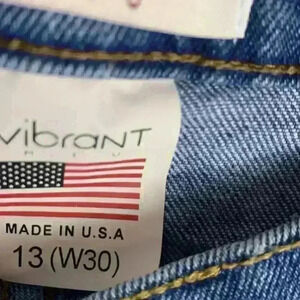 vibraNT
M I U
MADE IN U.S.A
13 (W30)